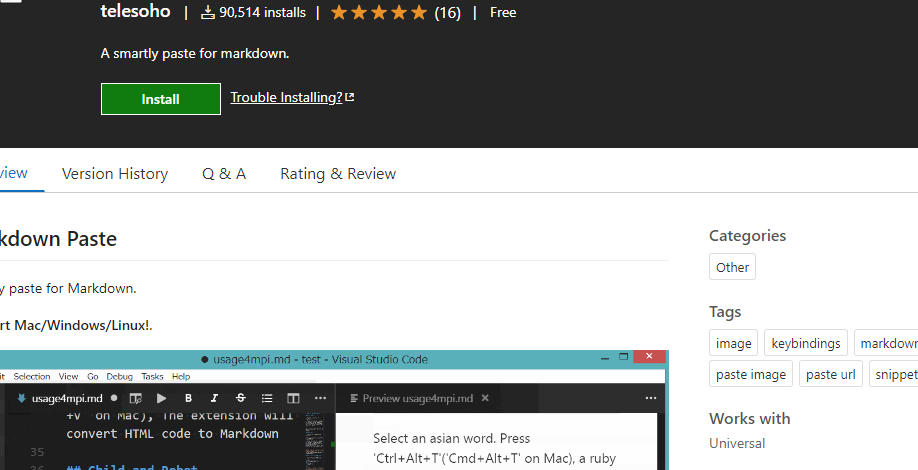 telesoho | 90,514 installs | (16) | Free
A smartly paste for markdown.
Install Trouble Installing?
view Version History Q & A Rating & Review
kdown Paste
y paste for Markdown.
rt Mac/Windows/Linux!.
Categories
Other
Tags
image keybindings markdown
paste image paste url snippet
Works with
Universal
usage4mpi.md - test - Visual Studio Code
it Selection View Go Debug Tasks Help
usage4mpi.md B I S
Preview usage4mpi.md
+V' on Mac), The extension will
convert HTML code to Markdown
35
36 ## Child and Robot
Select an asian word. Press
'Ctrl+Alt+T'('Cmd+Alt+T' on Mac), a ruby